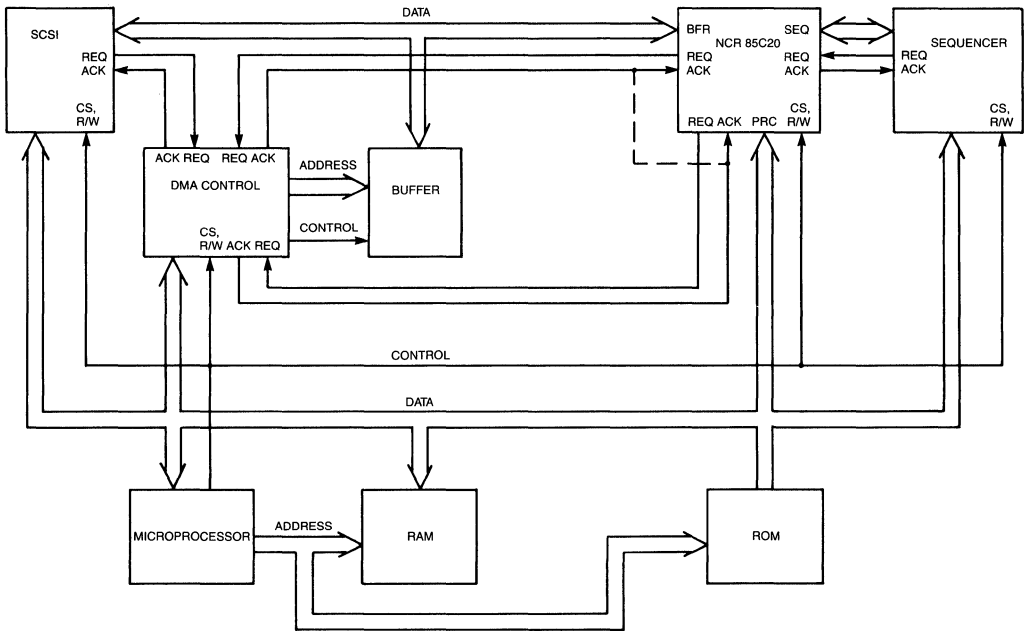 DATA
SCSI
REQ
ACK
CS,
R/W
BFR SEQ
NCR 85C20
REQ REQ
ACK ACK
REQ ACK PRC CS,
R/W
SEQUENCER
REQ
ACK
CS,
R/W
ACK REQ REQ ACK
DMA CONTROL
CS,
R/W ACK REQ
ADDRESS
CONTROL
BUFFER
CONTROL
DATA
MICROPROCESSOR
ADDRESS
RAM
ROM